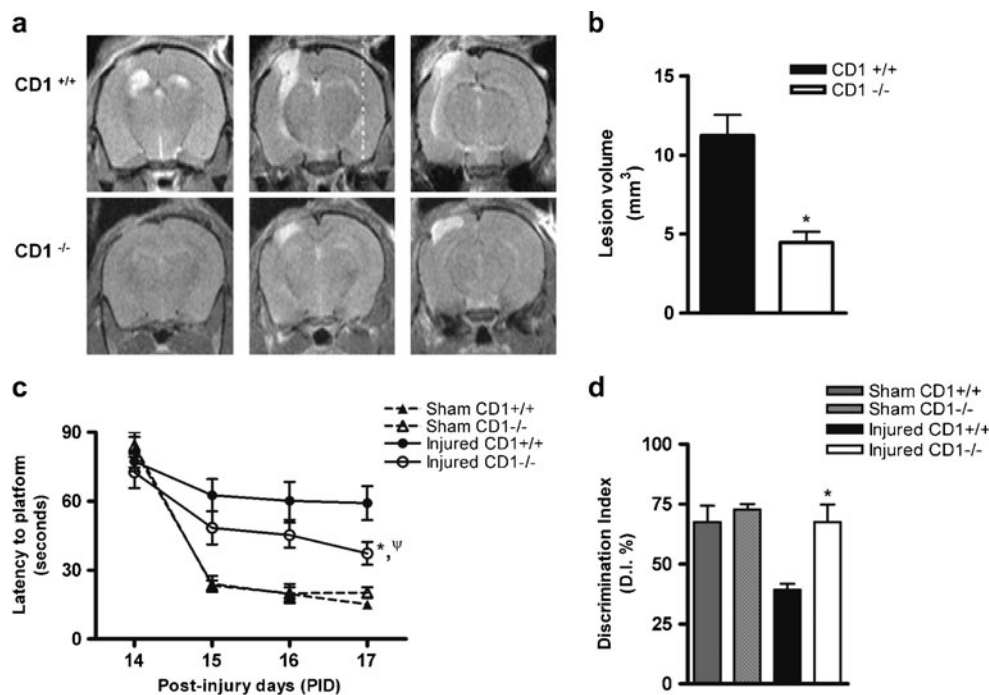 a
CD1 +/+
CD1 -/-
b
CD1 +/+
CD1 -/-
Lesion volume
(mm3)
15
10
5
0
*
c
Sham CD1+/+
Sham CD1-/-
Injured CD1+/+
Injured CD1-/-
Latency to platform
(seconds)
90
60
30
0
*,Ψ
14 15 16 17
Post-injury days (PID)
d
Sham CD1+/+
Sham CD1-/-
Injured CD1+/+
Injured CD1-/-
Discrimination Index
(D.I. %)
100
75
50
25
*